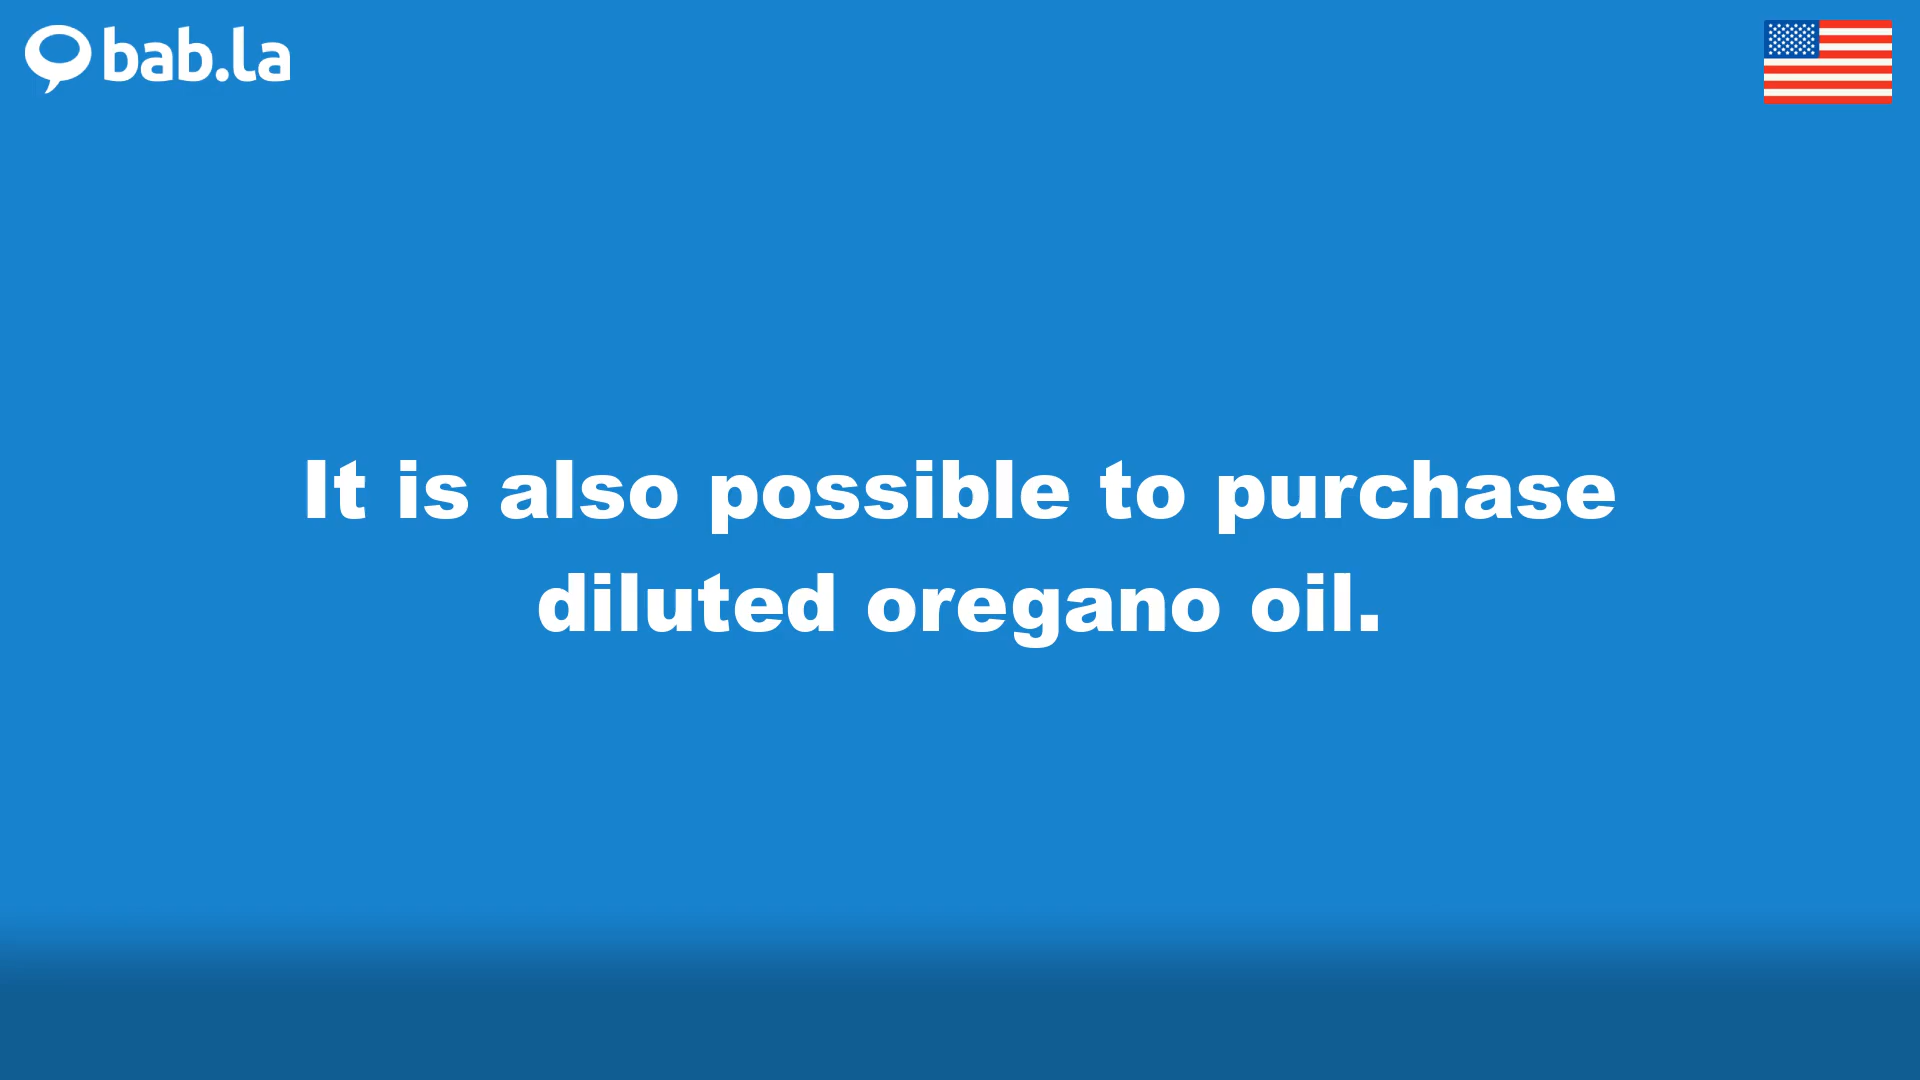 bab.la
It is also possible to purchase
diluted oregano oil.